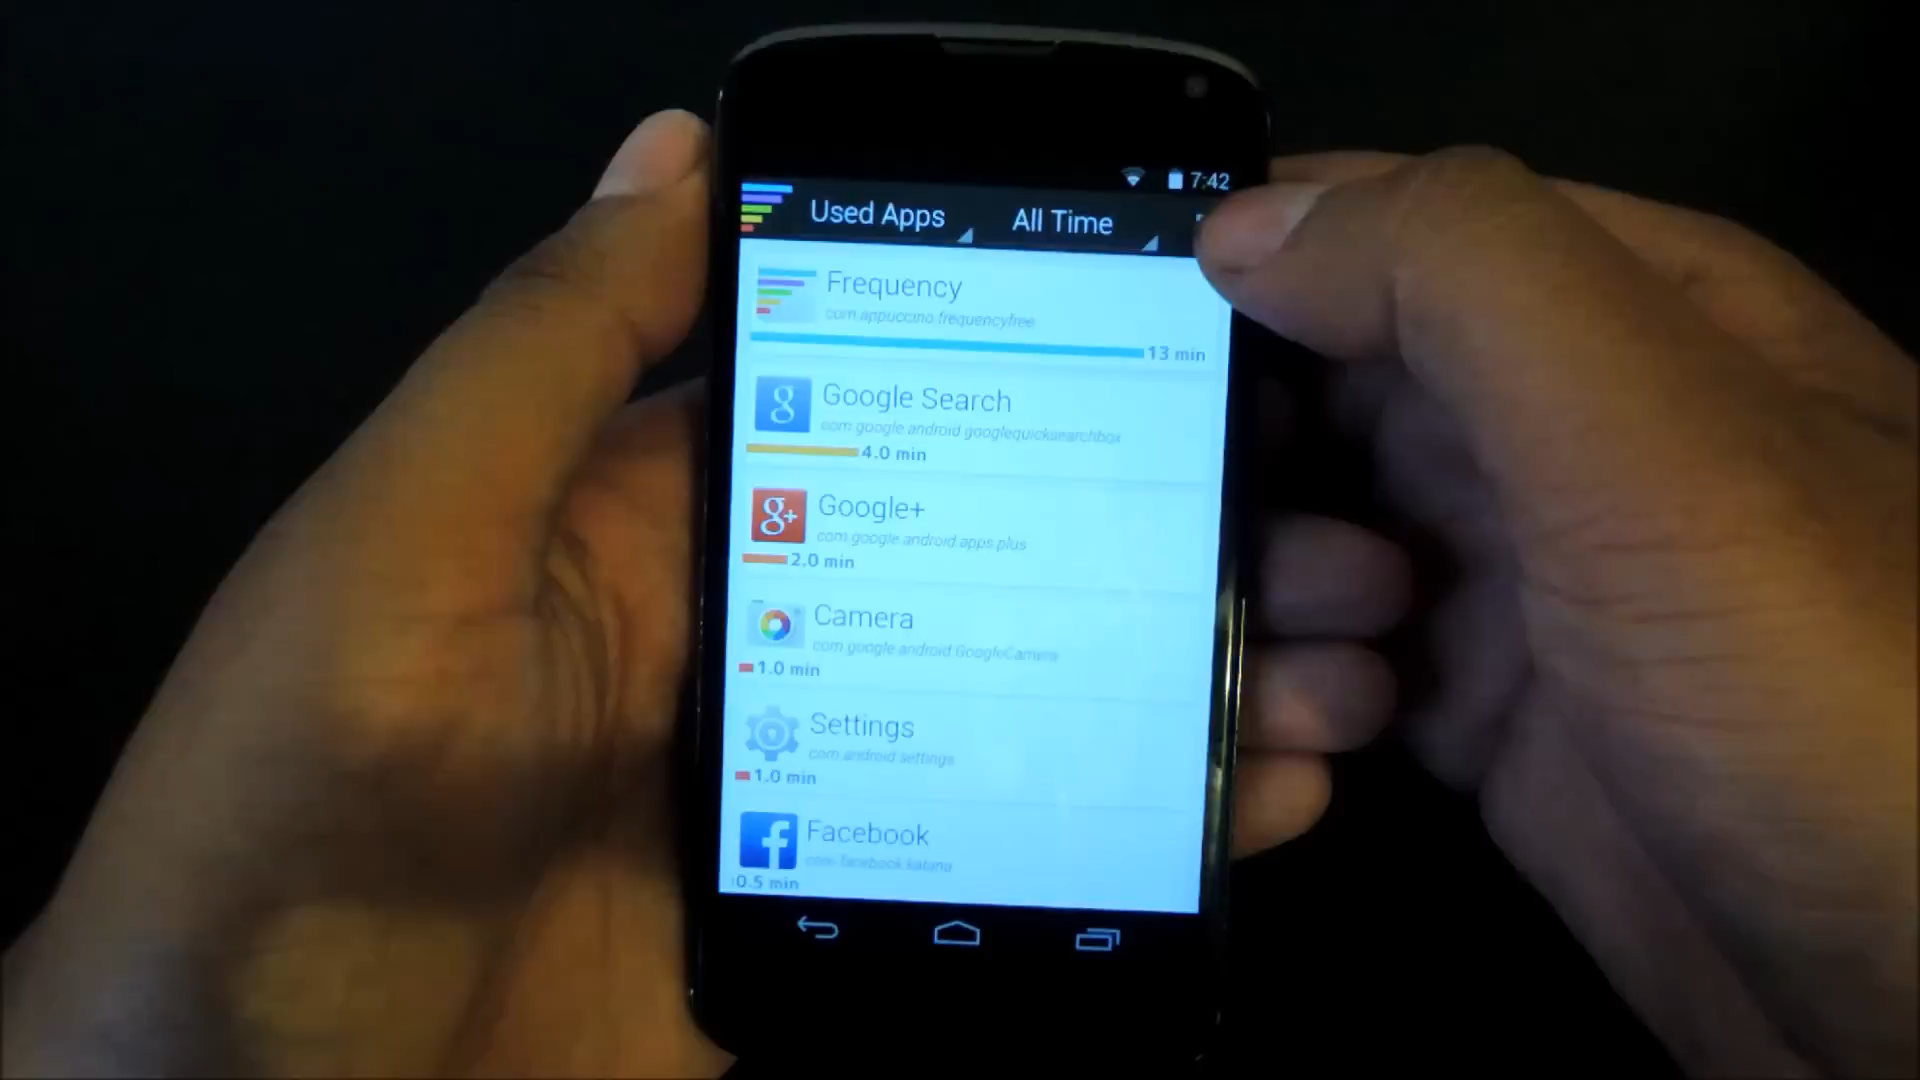 7:42
Used Apps
All Time
Frequency
com appuccino frequencyfree
13 min
g
Google Search
com google android googlequicksearchbox
4.0 min
g+
Google+
com google android apps plus
2.0 min
Camera
com google android GoogleCamera
1.0 min
Settings
com android settings
1.0 min
f
Facebook
com facebook katana
0.5 min